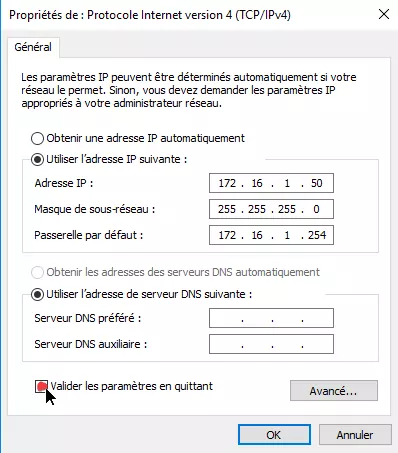 Propriétés de : Protocole Internet version 4 (TCP/IPv4)
Général
Les paramètres IP peuvent être déterminés automatiquement si votre
réseau le permet. Sinon, vous devez demander les paramètres IP
appropriés à votre administrateur réseau.
Obtenir une adresse IP automatiquement
Utiliser l'adresse IP suivante :
Adresse IP : 172 . 16 . 1 . 50
Masque de sous-réseau : 255 . 255 . 255 . 0
Passerelle par défaut : 172 . 16 . 1 . 254
Obtenir les adresses des serveurs DNS automatiquement
Utiliser l'adresse de serveur DNS suivante :
Serveur DNS préféré : . . .
Serveur DNS auxiliaire : . . .
Valider les paramètres en quittant
Avancé...
OK Annuler